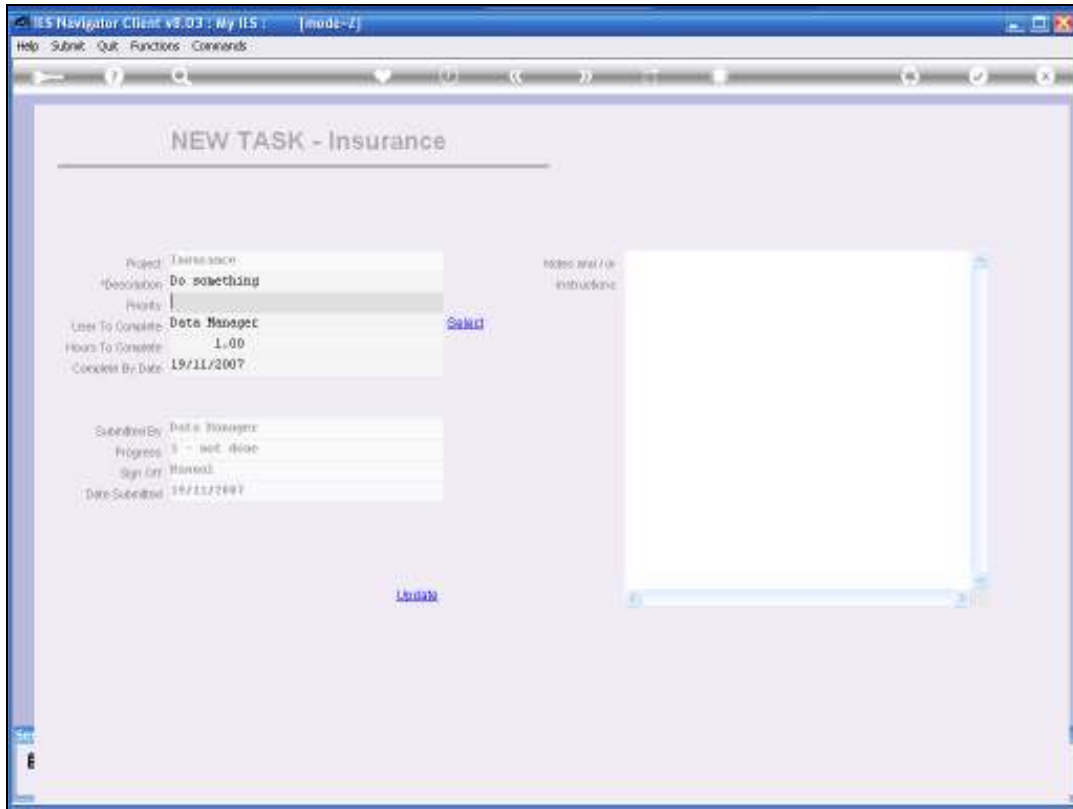 IES Navigator Client v8.03 : My IES : [mode-Z]
Help Submit Quit Functions Commands
NEW TASK - Insurance
Project Insurance
*Description Do something
Priority
User To Complete Data Manager Select
Hours To Complete 1.00
Complete By Date 19/11/2007
Notes and / or
instructions
Submitted By Data Manager
Progress - not done
Sign Off Manual
Date Submitted 19/11/2007
Update